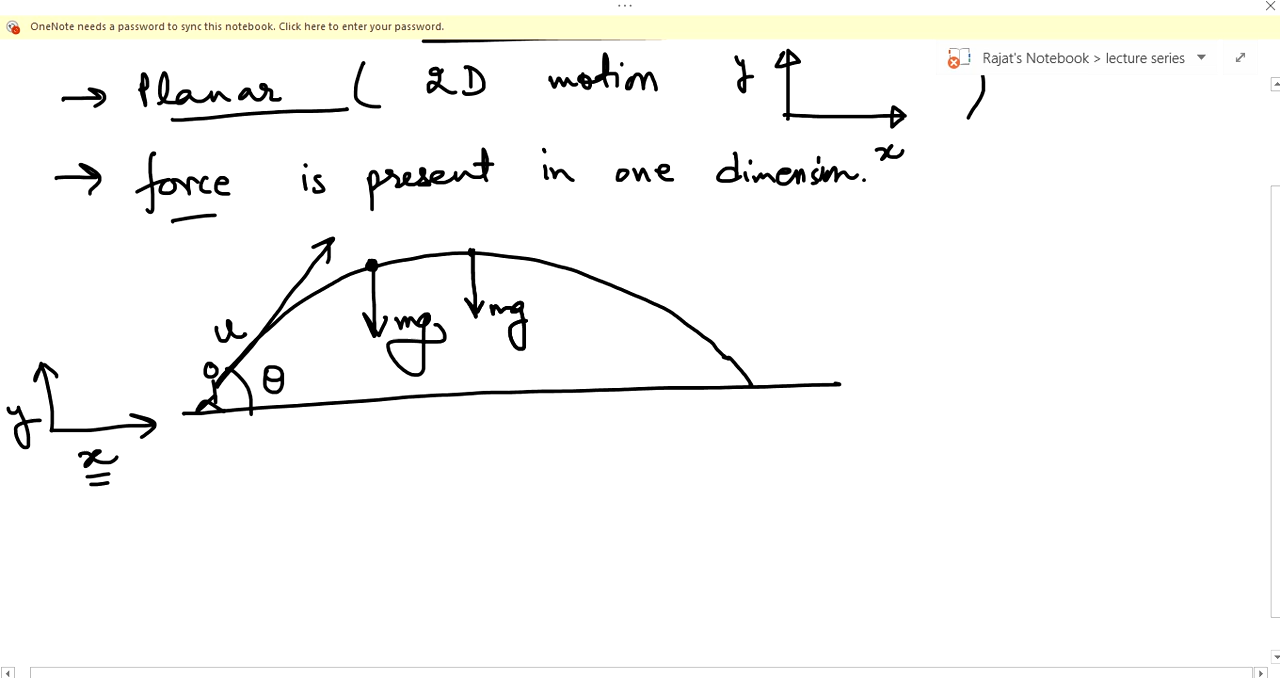 ...
OneNote needs a password to sync this notebook. Click here to enter your password.
Rajat's Notebook > lecture series
→ Planar ( 2D motion y x )
→ force is present in one dimension.
u
θ
mg
mg
y
x